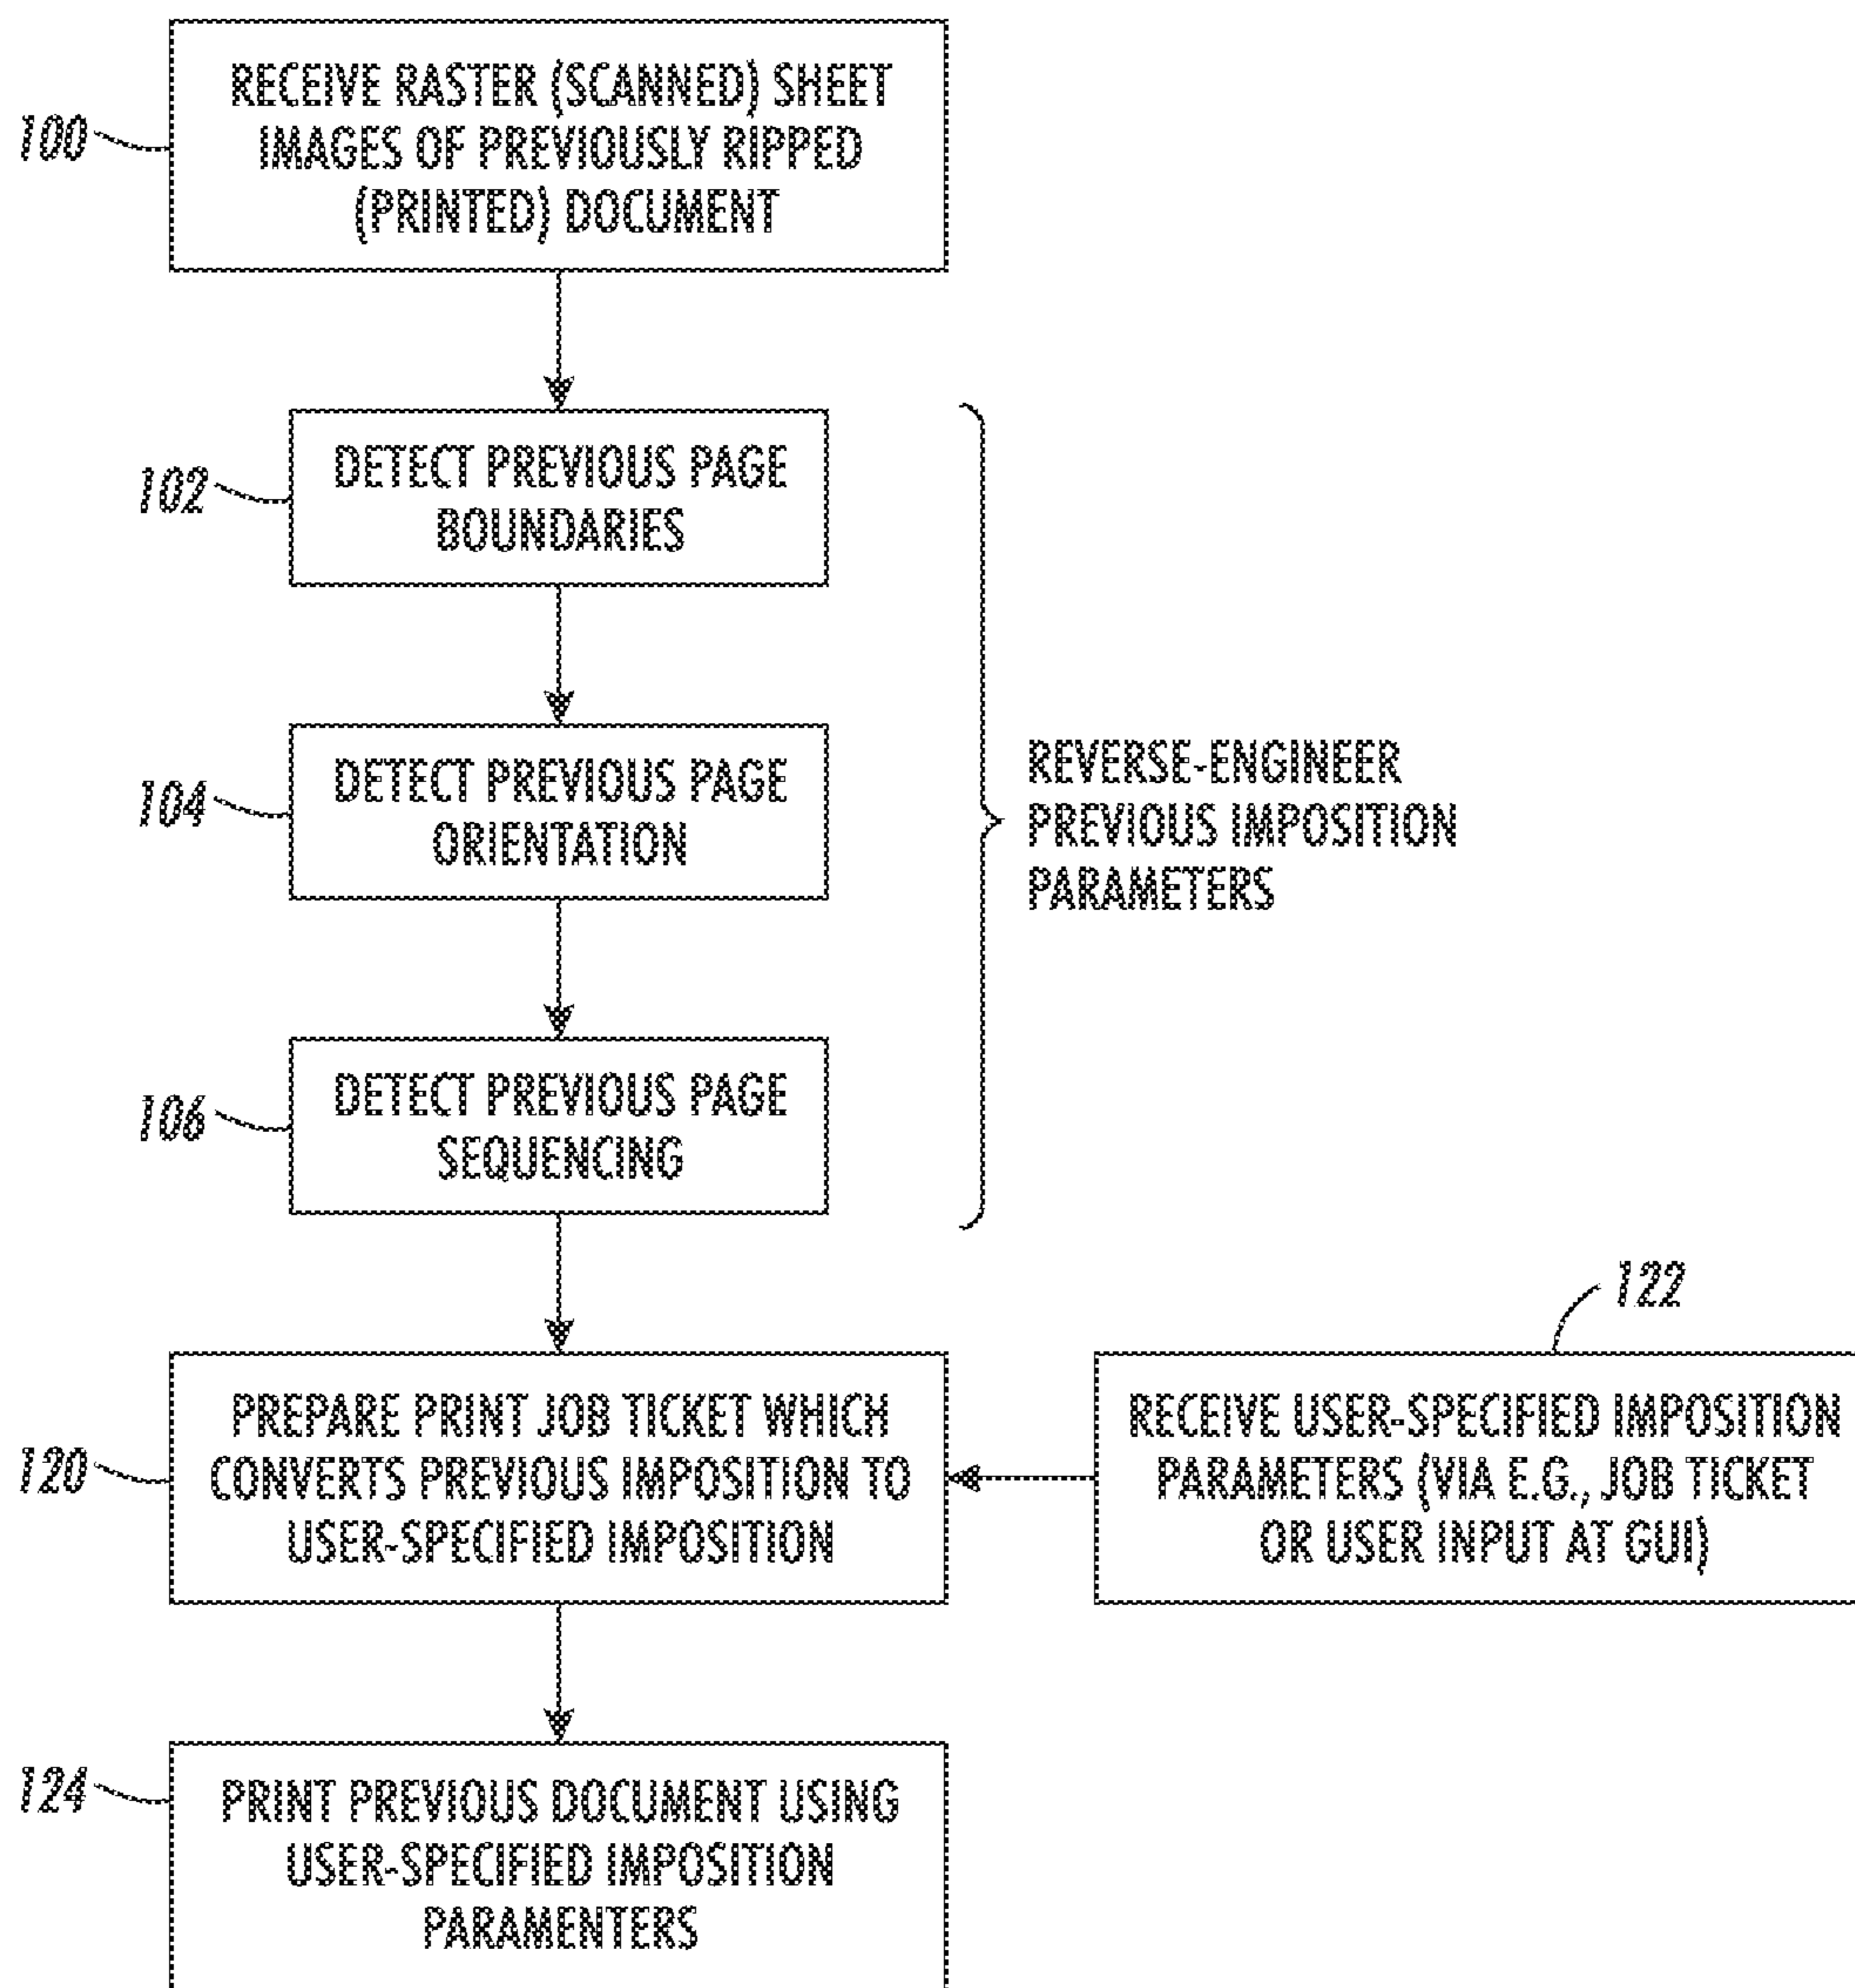 100
RECEIVE RASTER (SCANNED) SHEET
IMAGES OF PREVIOUSLY RIPPED
(PRINTED) DOCUMENT
102
DETECT PREVIOUS PAGE
BOUNDARIES
104
DETECT PREVIOUS PAGE
ORIENTATION
106
DETECT PREVIOUS PAGE
SEQUENCING
REVERSE-ENGINEER
PREVIOUS IMPOSITION
PARAMETERS
120
PREPARE PRINT JOB TICKET WHICH
CONVERTS PREVIOUS IMPOSITION TO
USER-SPECIFIED IMPOSITION
122
RECEIVE USER-SPECIFIED IMPOSITION
PARAMETERS (VIA E.G., JOB TICKET
OR USER INPUT AT GUI)
124
PRINT PREVIOUS DOCUMENT USING
USER-SPECIFIED IMPOSITION
PARAMENTERS